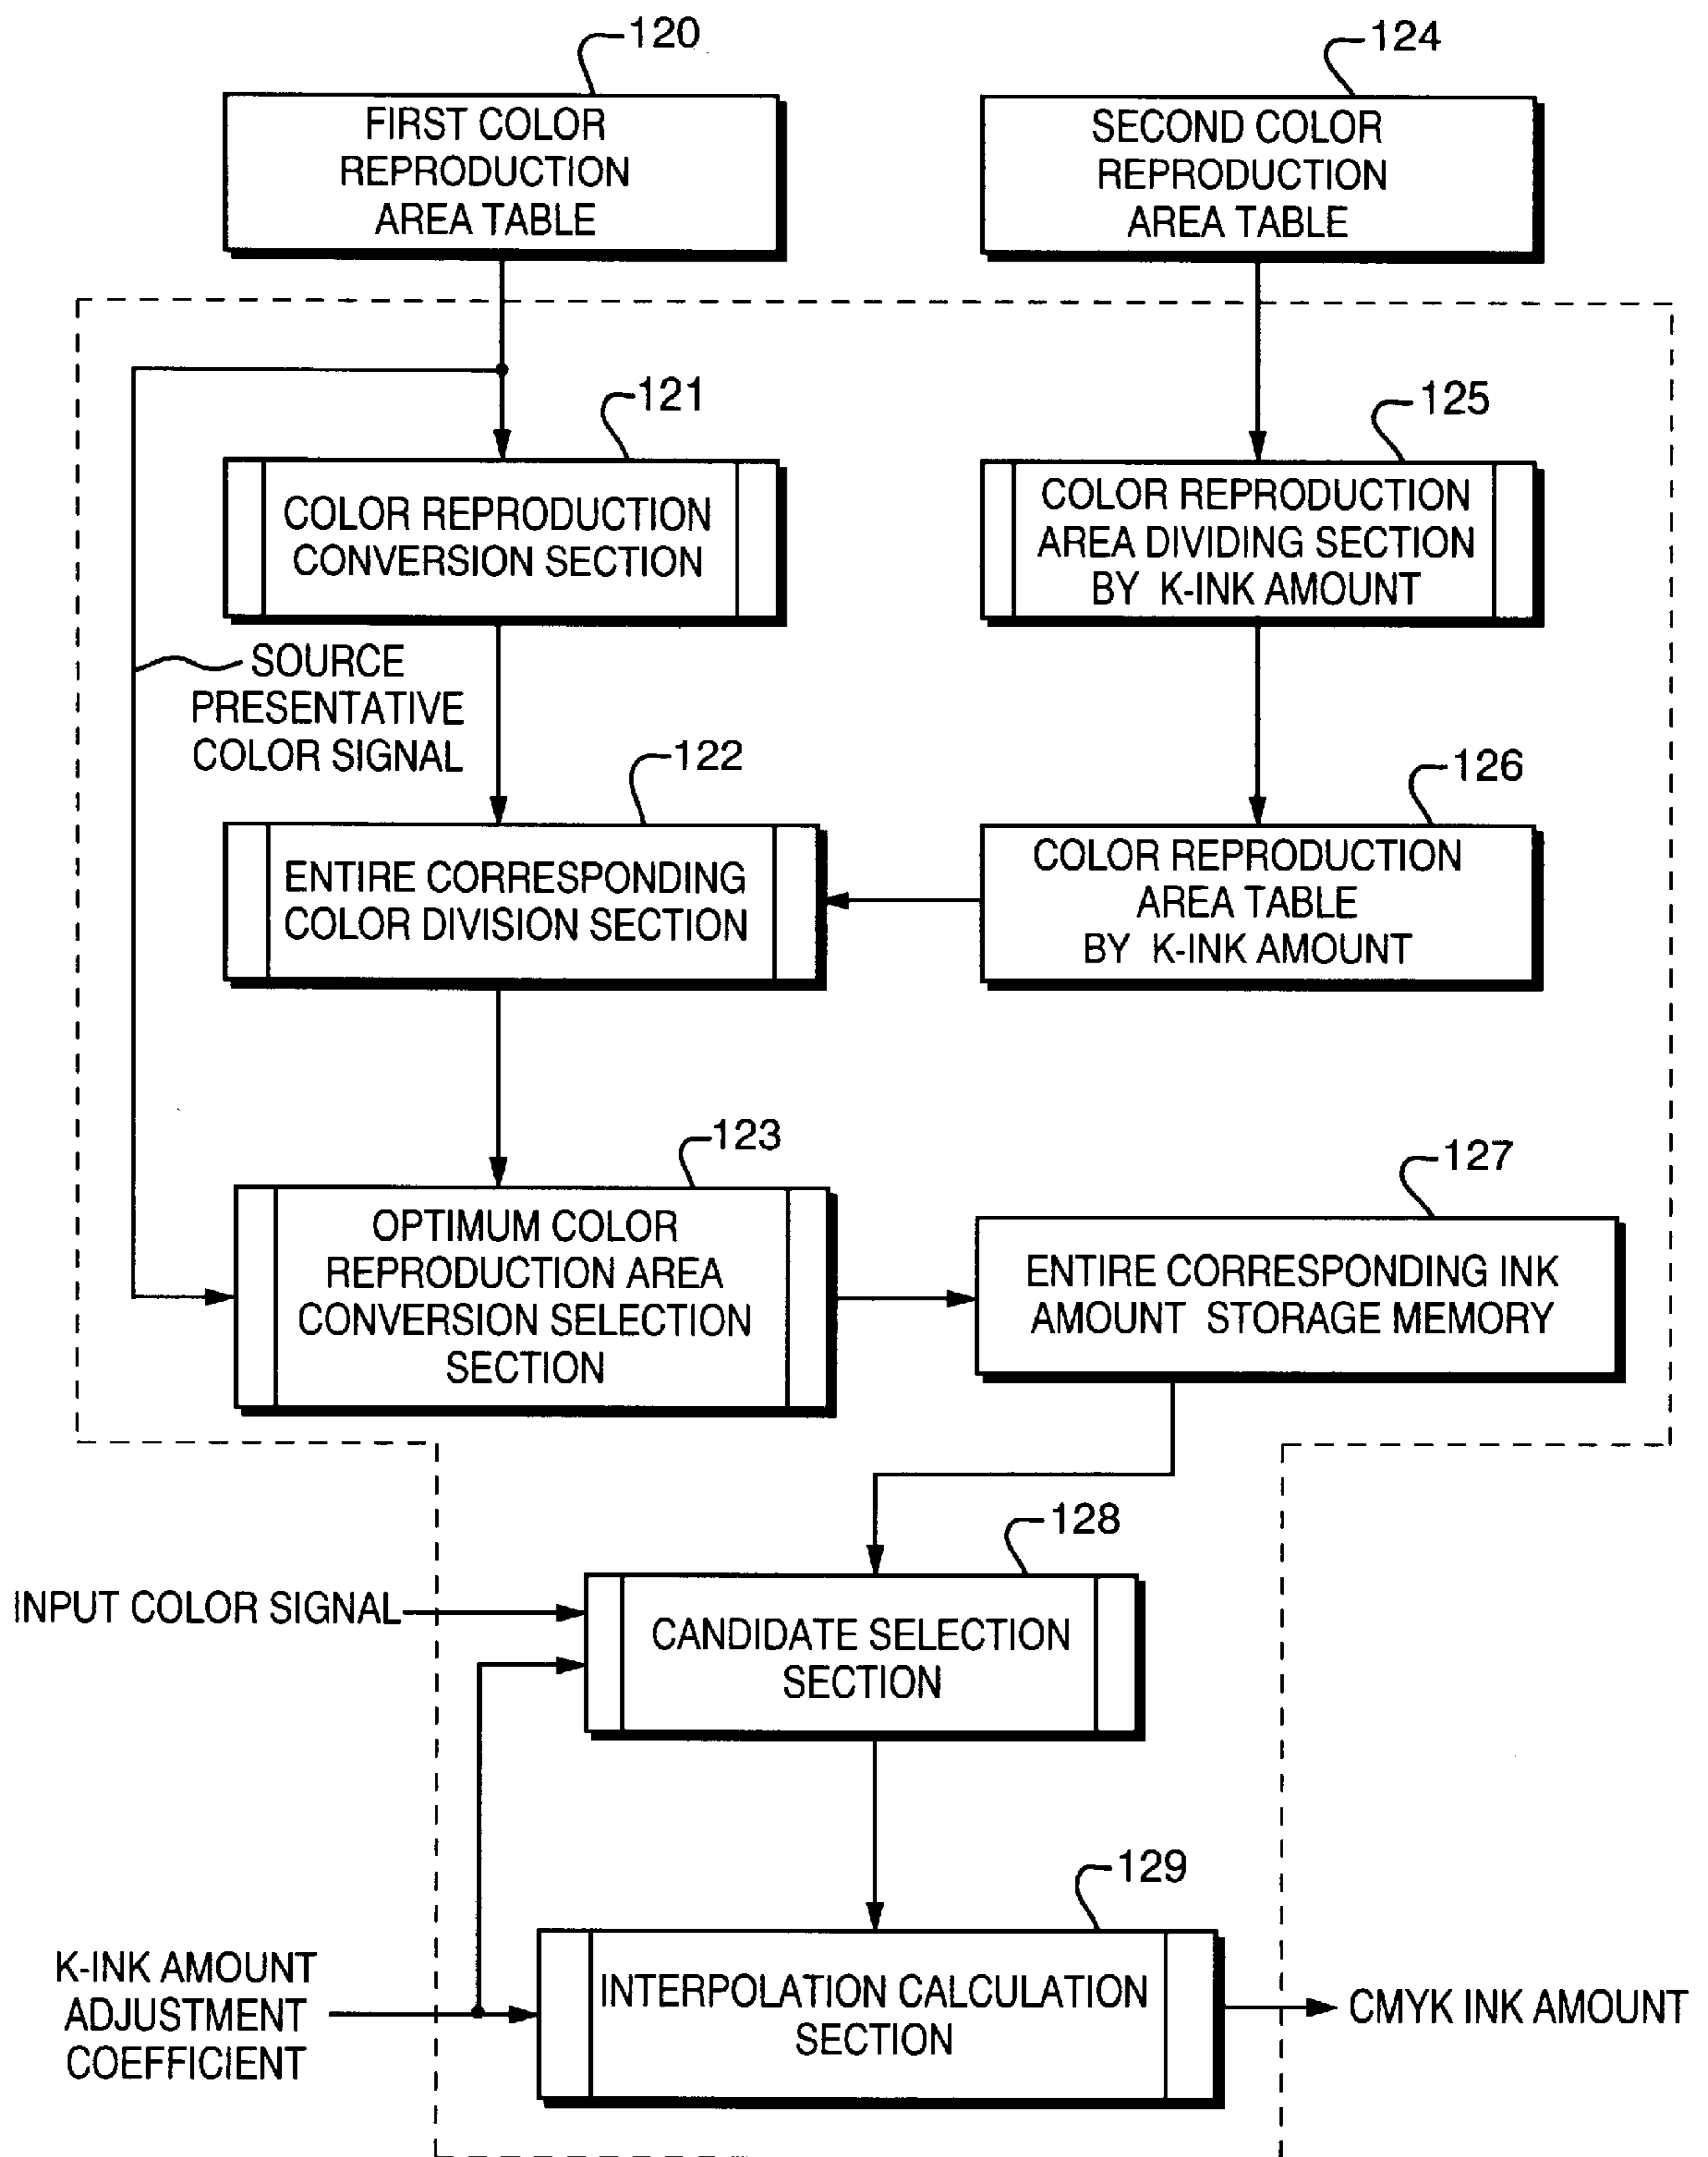 120
FIRST COLOR
REPRODUCTION
AREA TABLE
124
SECOND COLOR
REPRODUCTION
AREA TABLE
121
COLOR REPRODUCTION
CONVERSION SECTION
125
COLOR REPRODUCTION
AREA DIVIDING SECTION
BY K-INK AMOUNT
SOURCE
PRESENTATIVE
COLOR SIGNAL
122
ENTIRE CORRESPONDING
COLOR DIVISION SECTION
126
COLOR REPRODUCTION
AREA TABLE
BY K-INK AMOUNT
123
OPTIMUM COLOR
REPRODUCTION AREA
CONVERSION SELECTION
SECTION
127
ENTIRE CORRESPONDING INK
AMOUNT STORAGE MEMORY
128
INPUT COLOR SIGNAL
CANDIDATE SELECTION
SECTION
129
K-INK AMOUNT
ADJUSTMENT
COEFFICIENT
INTERPOLATION CALCULATION
SECTION
CMYK INK AMOUNT